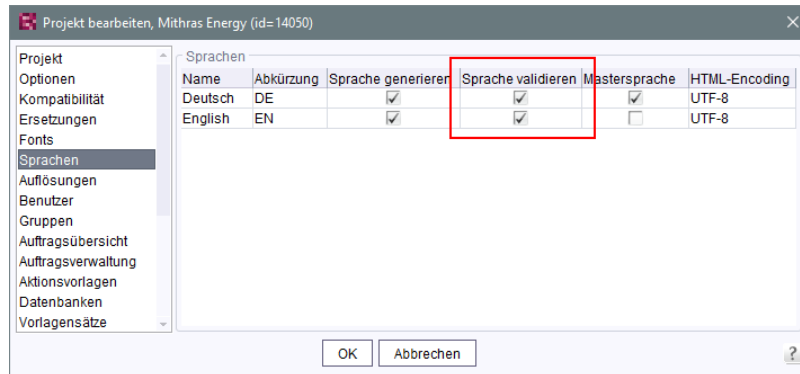 Projekt bearbeiten, Mithras Energy (id=14050)
Projekt
Optionen
Kompatibilität
Ersetzungen
Fonts
Sprachen
Auflösungen
Benutzer
Gruppen
Auftragsübersicht
Auftragsverwaltung
Aktionsvorlagen
Datenbanken
Vorlagensätze
Sprachen
Name Abkürzung Sprache generieren Sprache validieren Mastersprache HTML-Encoding
Deutsch DE UTF-8
English EN UTF-8
OK Abbrechen ?